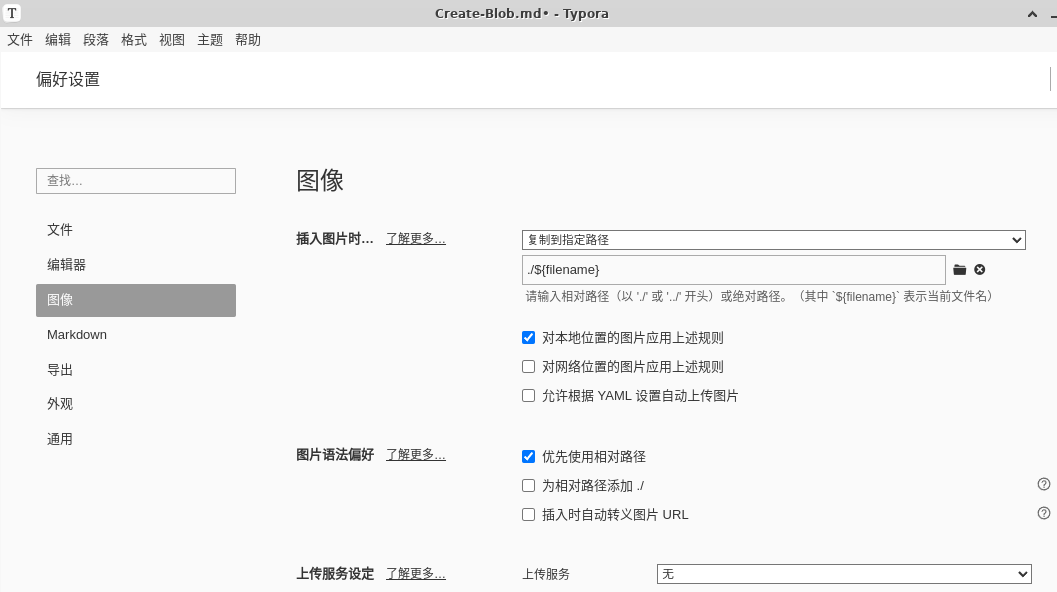 T Create-Blob.md• - Typora
文件 编辑 段落 格式 视图 主题 帮助
偏好设置
查找…
文件
编辑器
图像
Markdown
导出
外观
通用
图像
插入图片时… 了解更多… 复制到指定路径
./${filename}
请输入相对路径（以 './' 或 '../' 开头）或绝对路径。（其中 `${filename}` 表示当前文件名）
对本地位置的图片应用上述规则
对网络位置的图片应用上述规则
允许根据 YAML 设置自动上传图片
图片语法偏好 了解更多… 优先使用相对路径
为相对路径添加 ./
插入时自动转义图片 URL
上传服务设定 了解更多… 上传服务 无